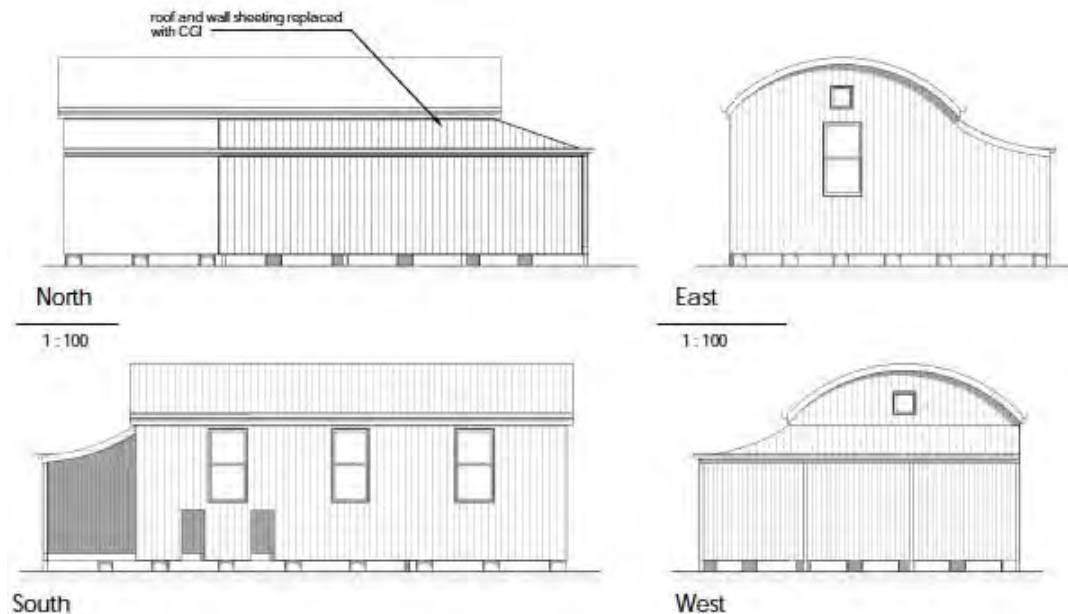 roof and wall sheeting replaced
with CGI
North
1 : 100
East
1 : 100
South
West